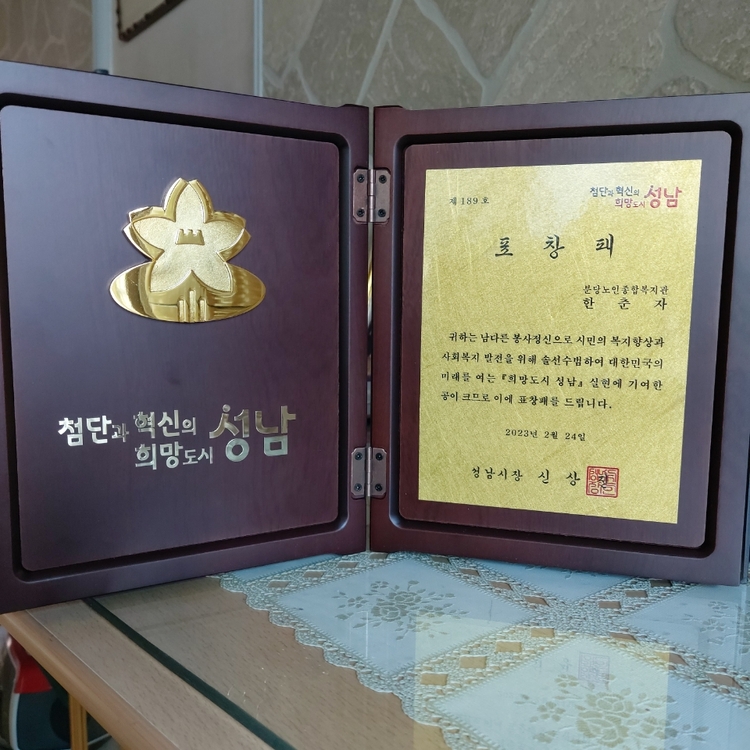 첨단과 혁신의
희망도시 성남
제 189 호
첨단과 혁신의
희망도시 성남
표 창 패
분당노인종합복지관
한 춘 자
귀하는 남다른 봉사정신으로 시민의 복지향상과
사회복지 발전을 위해 솔선수범하여 대한민국의
미래를 여는 『희망도시 성남』 실현에 기여한
공이 크므로 이에 표창패를 드립니다.
2023년 2월 24일
성남시장 신 상 진